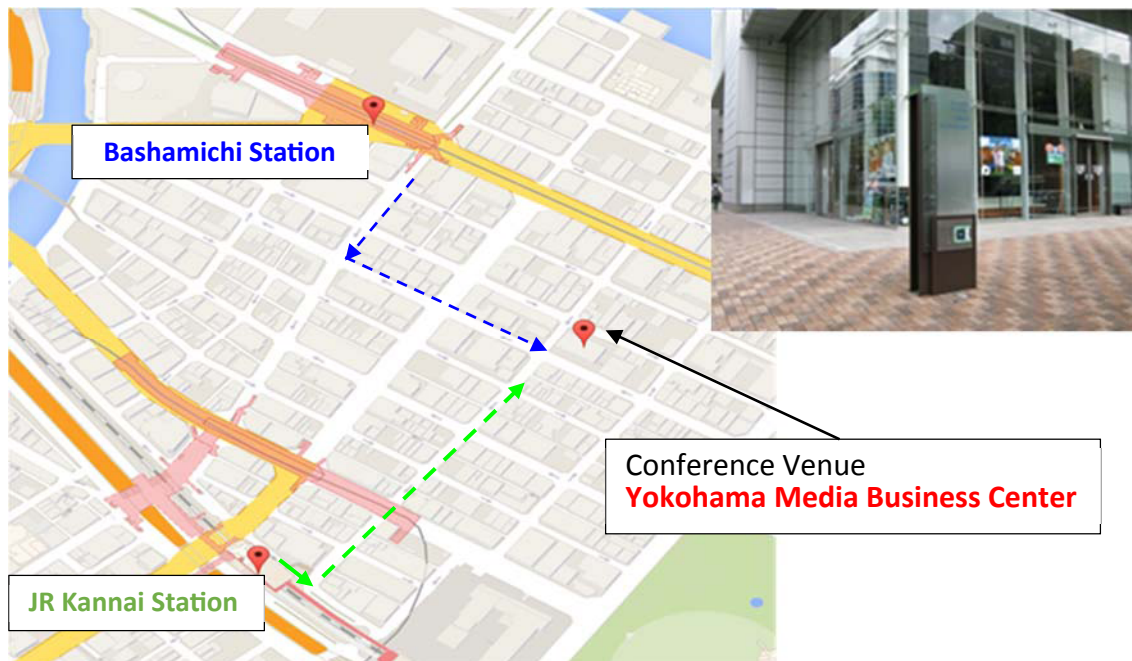 Bashamichi Station
Conference Venue
Yokohama Media Business Center
JR Kannai Station